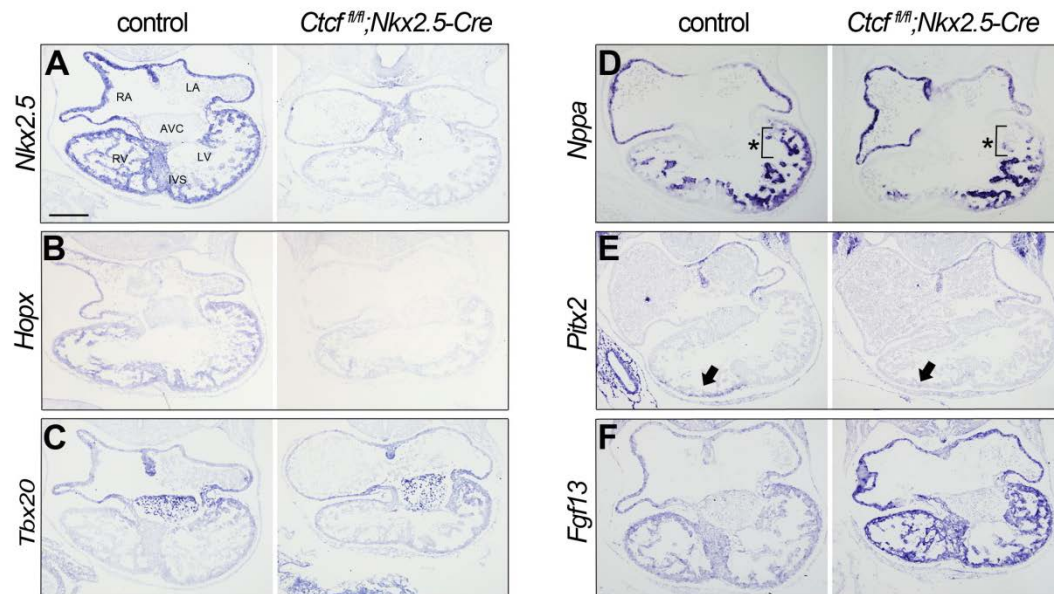 control Ctcf fl/fl;Nkx2.5-Cre control Ctcf fl/fl;Nkx2.5-Cre
A
Nkx2.5
RA
LA
AVC
RV
LV
IVS
B
Hopx
C
Tbx20
D
Nppa
*
*
E
Pitx2
F
Fgf13